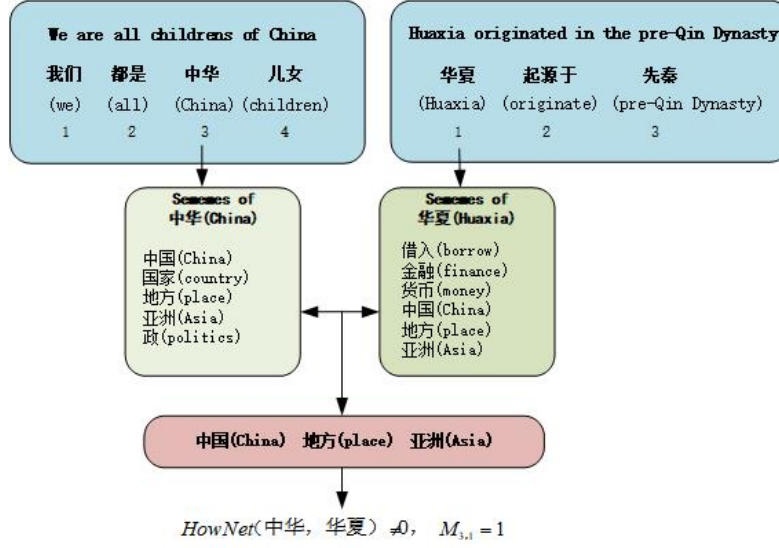 We are all childrens of China
我们 都是 中华 儿女
(we) (all) (China) (children)
1 2 3 4
Huaxia originated in the pre-Qin Dynasty
华夏 起源于 先秦
(Huaxia) (originate) (pre-Qin Dynasty)
1 2 3
Sememes of
中华(China)
中国(China)
国家(country)
地方(place)
亚洲(Asia)
政(politics)
Sememes of
华夏(Huaxia)
借入(borrow)
金融(finance)
货币(money)
中国(China)
地方(place)
亚洲(Asia)
中国(China) 地方(place) 亚洲(Asia)
HowNet(中华, 华夏) ≠0, M3,1 = 1